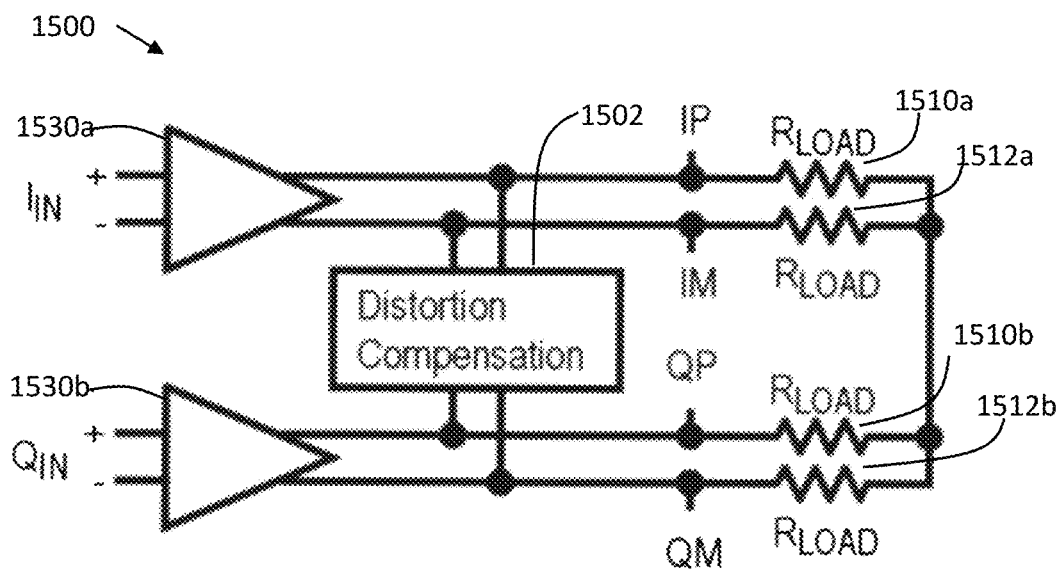 1500
1530a
1502
IP
RLOAD
1510a
1512a
+
IIN
-
IM
RLOAD
Distortion
Compensation
1530b
QP
RLOAD
1510b
1512b
+
QIN
-
QM
RLOAD